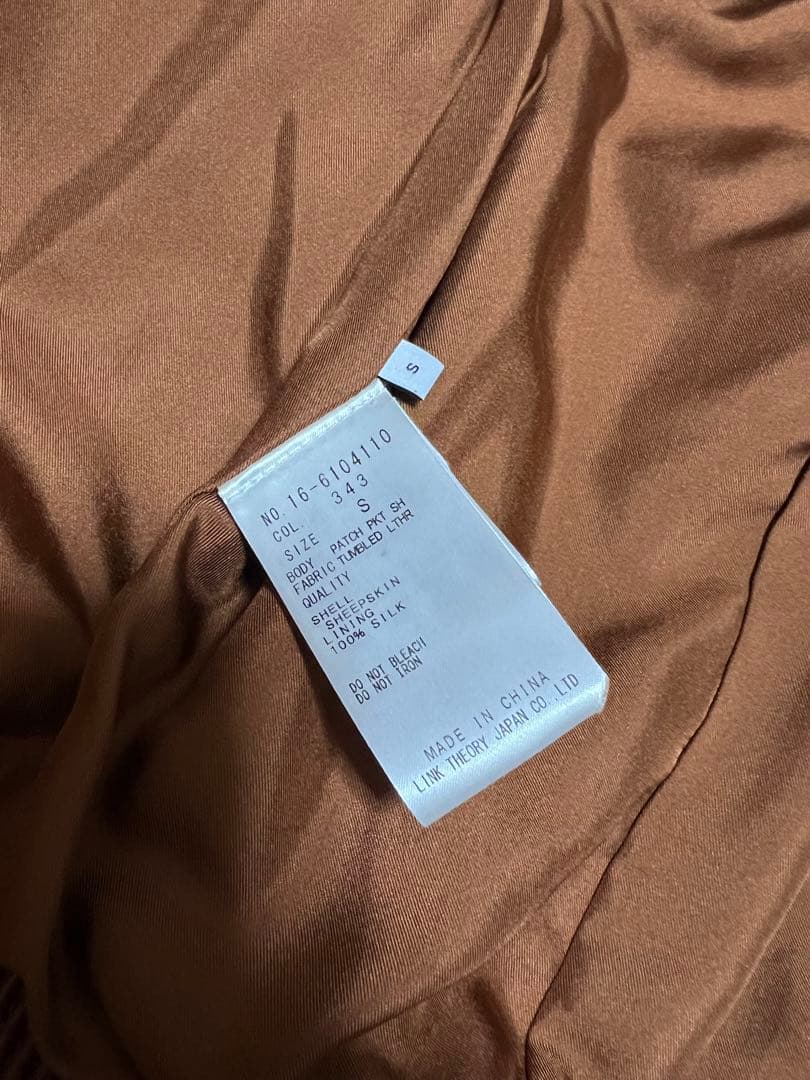 S
NO.16-6104110
COL. 343
SIZE S
BODY PATCH PKT SH
FABRIC TUMBLED LTHR
QUALITY
SHELL
SHEEPSKIN
LINING
100% SILK
DO NOT BLEACH
DO NOT IRON
MADE IN CHINA
LINK THEORY JAPAN CO.,LTD